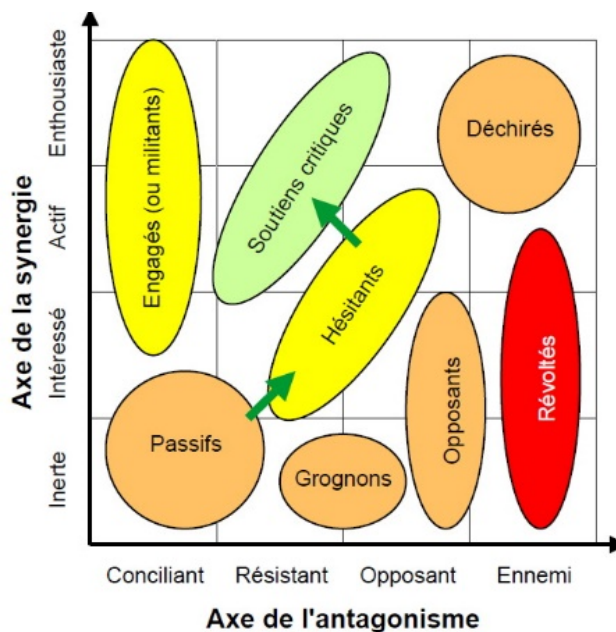 Axe de la synergie
Enthousiaste
Actif
Intéressé
Inerte
Engagés (ou militants)
Soutiens critiques
Déchirés
Hésitants
Passifs
Grognons
Opposants
Révoltés
Conciliant
Résistant
Opposant
Ennemi
Axe de l'antagonisme